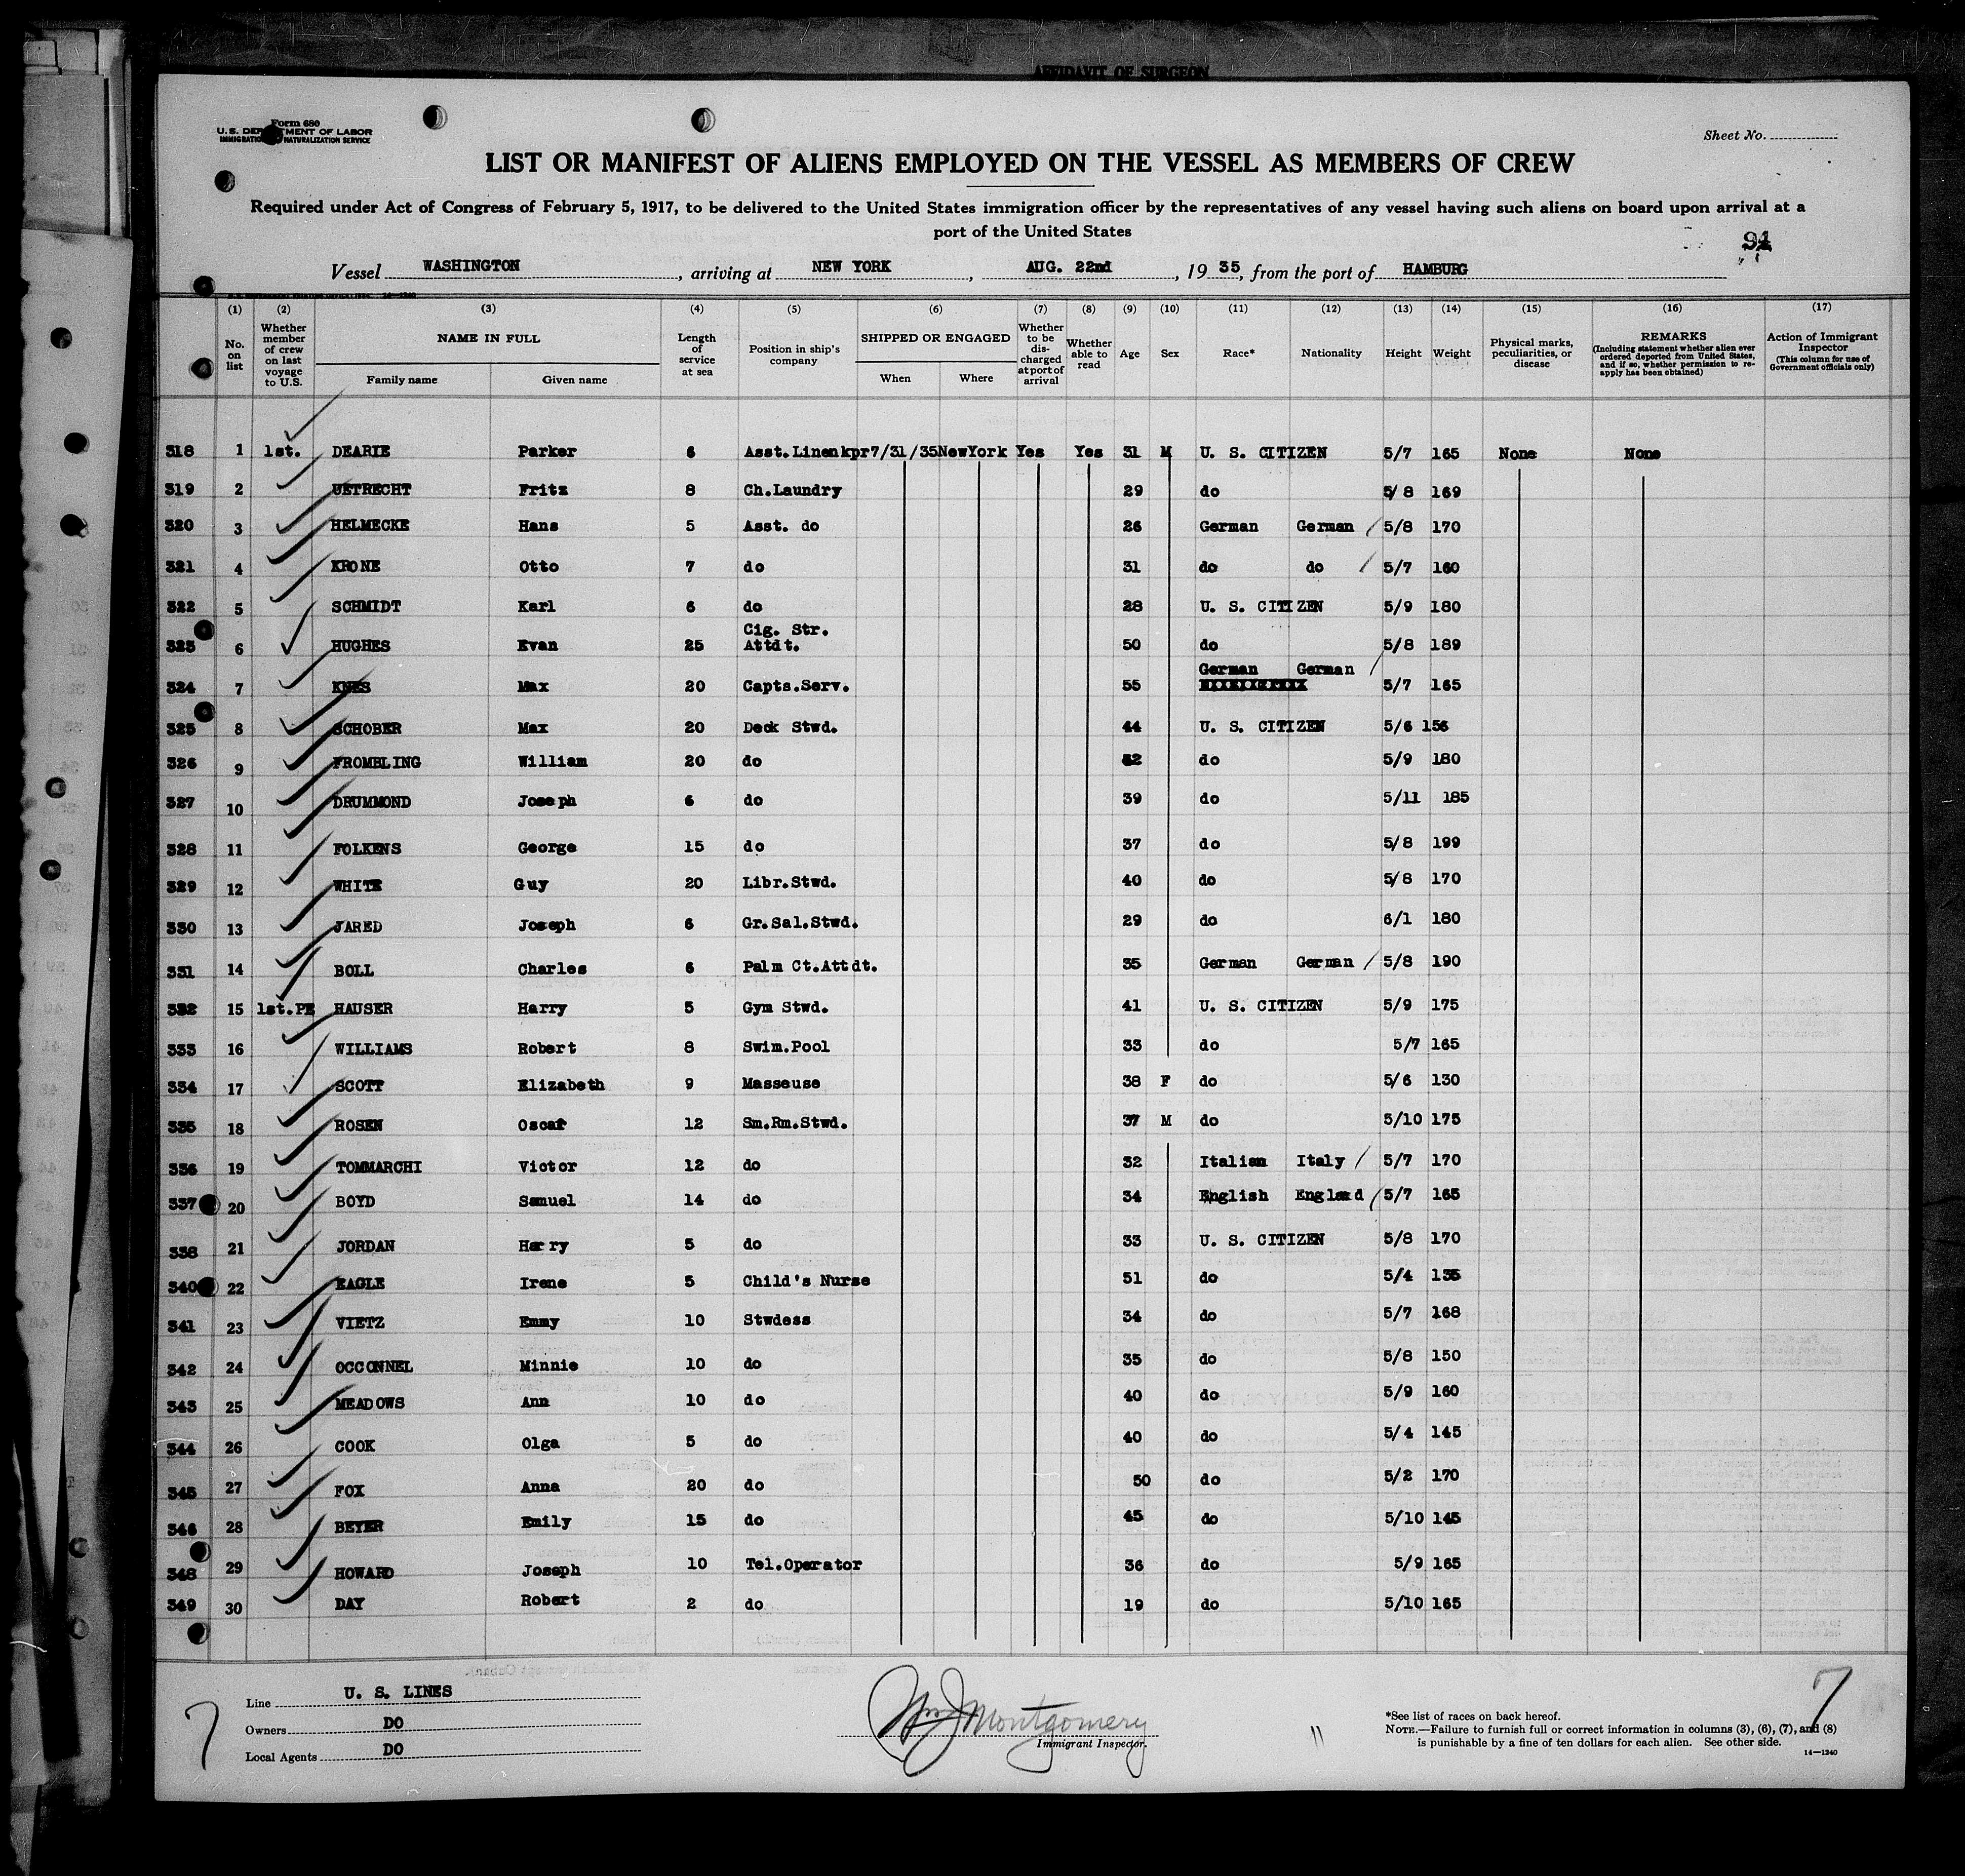 AFFIDAVIT OF SURGEON
Form 680
U. S. DEPARTMENT OF LABOR
IMMIGRATION NATURALIZATION SERVICE
Sheet No.
LIST OR MANIFEST OF ALIENS EMPLOYED ON THE VESSEL AS MEMBERS OF CREW
Required under Act of Congress of February 5, 1917, to be delivered to the United States immigration officer by the representatives of any vessel having such aliens on board upon arrival at a
port of the United States
Vessel WASHINGTON, arriving at NEW YORK, AUG. 22nd, 19 35, from the port of HAMBURG
(1) (2) (3) (4) (5) (6) (7) (8) (9) (10) (11) (12) (13) (14) (15) (16) (17)
No. on list
Whether member of crew on last voyage to U.S.
NAME IN FULL
Family name Given name
Length of service at sea
Position in ship's company
SHIPPED OR ENGAGED
When Where
Whether to be discharged at port of arrival
Whether able to read
Age
Sex
Race*
Nationality
Height
Weight
Physical marks, peculiarities, or disease
REMARKS
(Including statement whether alien ever ordered deported from United States, and if so, whether permission to reapply has been obtained)
Action of Immigrant Inspector
(This column for use of Government officials only)
318 1 1st. DEARIE Parker 6 Asst.Linenkpr 7/31/35 NewYork Yes Yes 31 M U. S. CITIZEN 5/7 165 None None
319 2 UETRECHT Fritz 8 Ch.Laundry 29 do 5/8 169
320 3 HELMECKE Hans 5 Asst. do 26 German German 5/8 170
321 4 KRONE Otto 7 do 31 do do 5/7 160
322 5 SCHMIDT Karl 6 do 28 U. S. CITIZEN 5/9 180
323 6 HUGHES Evan 25 Cig. Str. Attdt. 50 do 5/8 189
324 7 KNES Max 20 Capts.Serv. 55 German German 5/7 165
325 8 SCHOBER Max 20 Deck Stwd. 44 U. S. CITIZEN 5/6 156
326 9 FROMBLING William 20 do do 5/9 180
327 10 DRUMMOND Joseph 6 do 39 do 5/11 185
328 11 FOLKENS George 15 do 37 do 5/8 199
329 12 WHITE Guy 20 Libr.Stwd. 40 do 5/8 170
330 13 JARED Joseph 6 Gr.Sal.Stwd. 29 do 6/1 180
331 14 BOLL Charles 6 Palm Ct.Attdt. 35 German German 5/8 190
332 15 1st.PE HAUSER Harry 5 Gym Stwd. 41 U. S. CITIZEN 5/9 175
333 16 WILLIAMS Robert 8 Swim.Pool 33 do 5/7 165
334 17 SCOTT Elizabeth 9 Masseuse 38 F do 5/6 130
335 18 ROSEN Oscar 12 Sm.Rm.Stwd. 37 M do 5/10 175
336 19 TOMMARCHI Victor 12 do 32 Italian Italy 5/7 170
337 20 BOYD Samuel 14 do 34 English England 5/7 165
338 21 JORDAN Harry 5 do 33 U. S. CITIZEN 5/8 170
340 22 EAGLE Irene 5 Child's Nurse 51 do 5/4 135
341 23 VIETZ Emmy 10 Stwdess 34 do 5/7 168
342 24 OCCONNEL Minnie 10 do 35 do 5/8 150
343 25 MEADOWS Ann 10 do 40 do 5/9 160
344 26 COOK Olga 5 do 40 do 5/4 145
345 27 FOX Anna 20 do 50 do 5/2 170
346 28 BEYER Emily 15 do 45 do 5/10 145
348 29 HOWARD Joseph 10 Tel.Operator 36 do 5/9 165
349 30 DAY Robert 2 do 19 do 5/10 165
Line U. S. LINES
Owners DO
Local Agents DO
7
Wm J Montgomery
Immigrant Inspector.
"
7
*See list of races on back hereof.
NOTE.—Failure to furnish full or correct information in columns (3), (6), (7), and (8)
is punishable by a fine of ten dollars for each alien. See other side.
14—1240